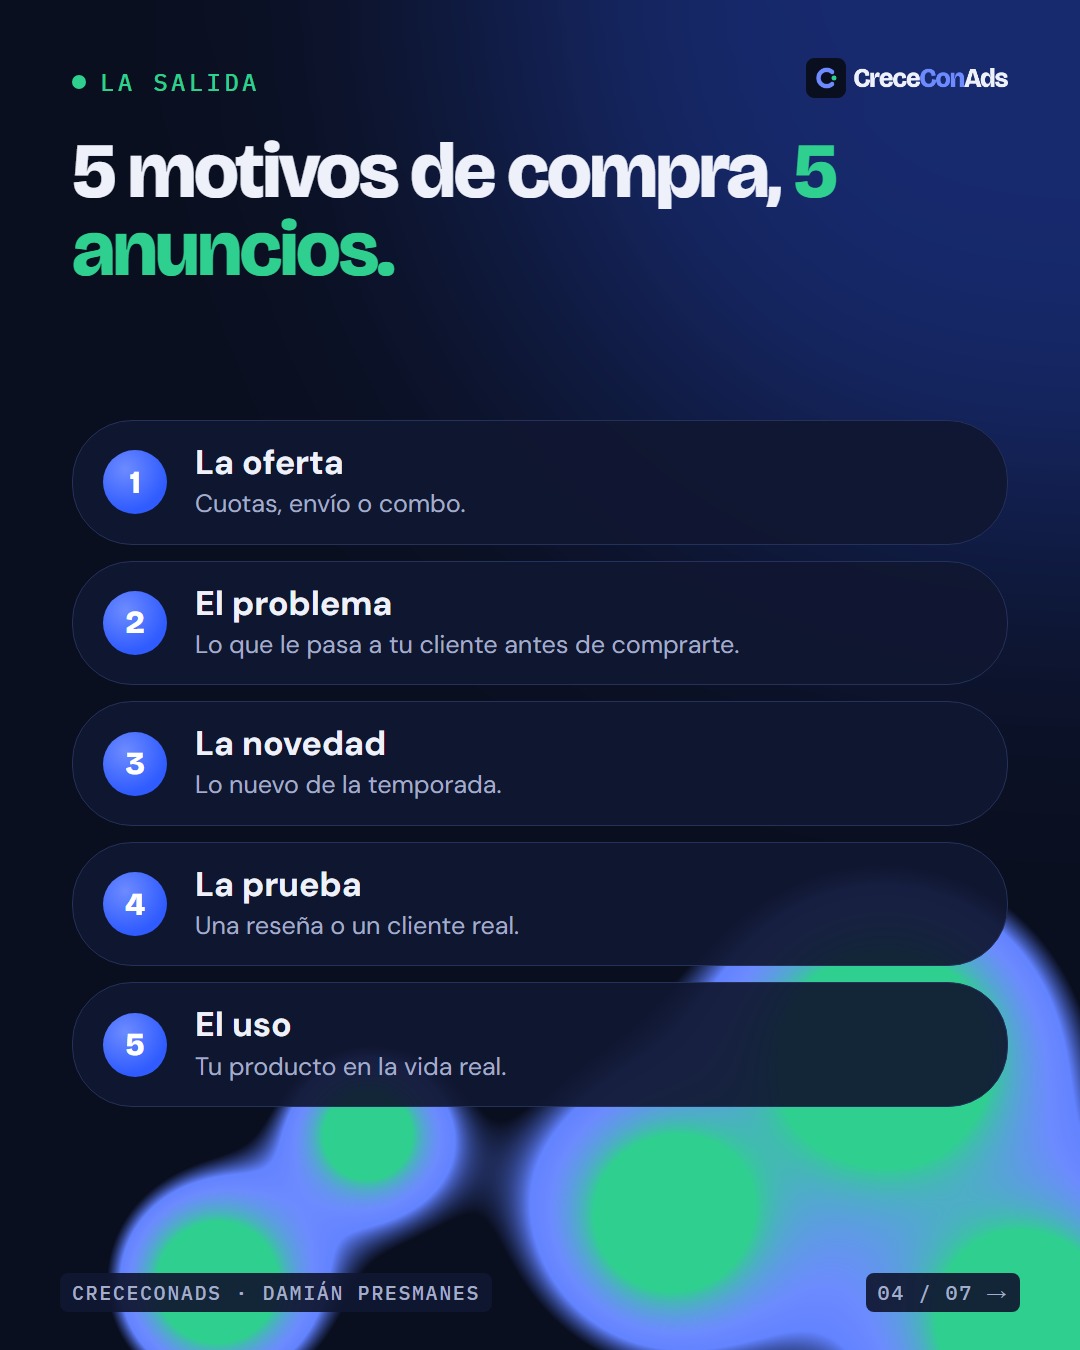 LA SALIDA
CreceConAds
5 motivos de compra, 5
anuncios.
1
La oferta
Cuotas, envío o combo.
2
El problema
Lo que le pasa a tu cliente antes de comprarte.
3
La novedad
Lo nuevo de la temporada.
4
La prueba
Una reseña o un cliente real.
5
El uso
Tu producto en la vida real.
CRECECONADS · DAMIÁN PRESMANES
04 / 07 →